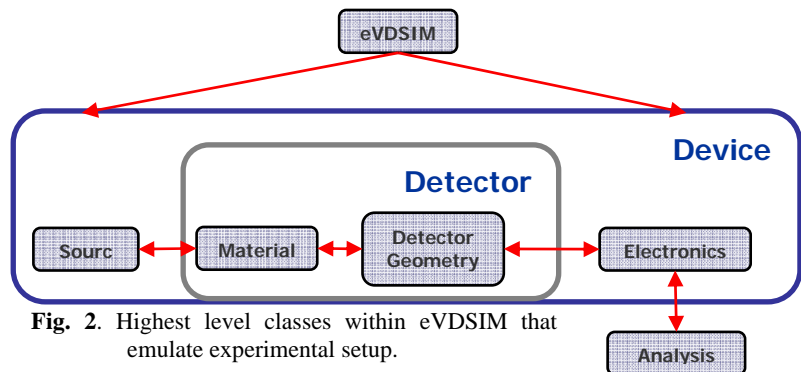 eVDSIM
Device
Detector
Sourc
Material
Detector
Geometry
Electronics
Fig. 2. Highest level classes within eVDSIM that
emulate experimental setup.
Analysis